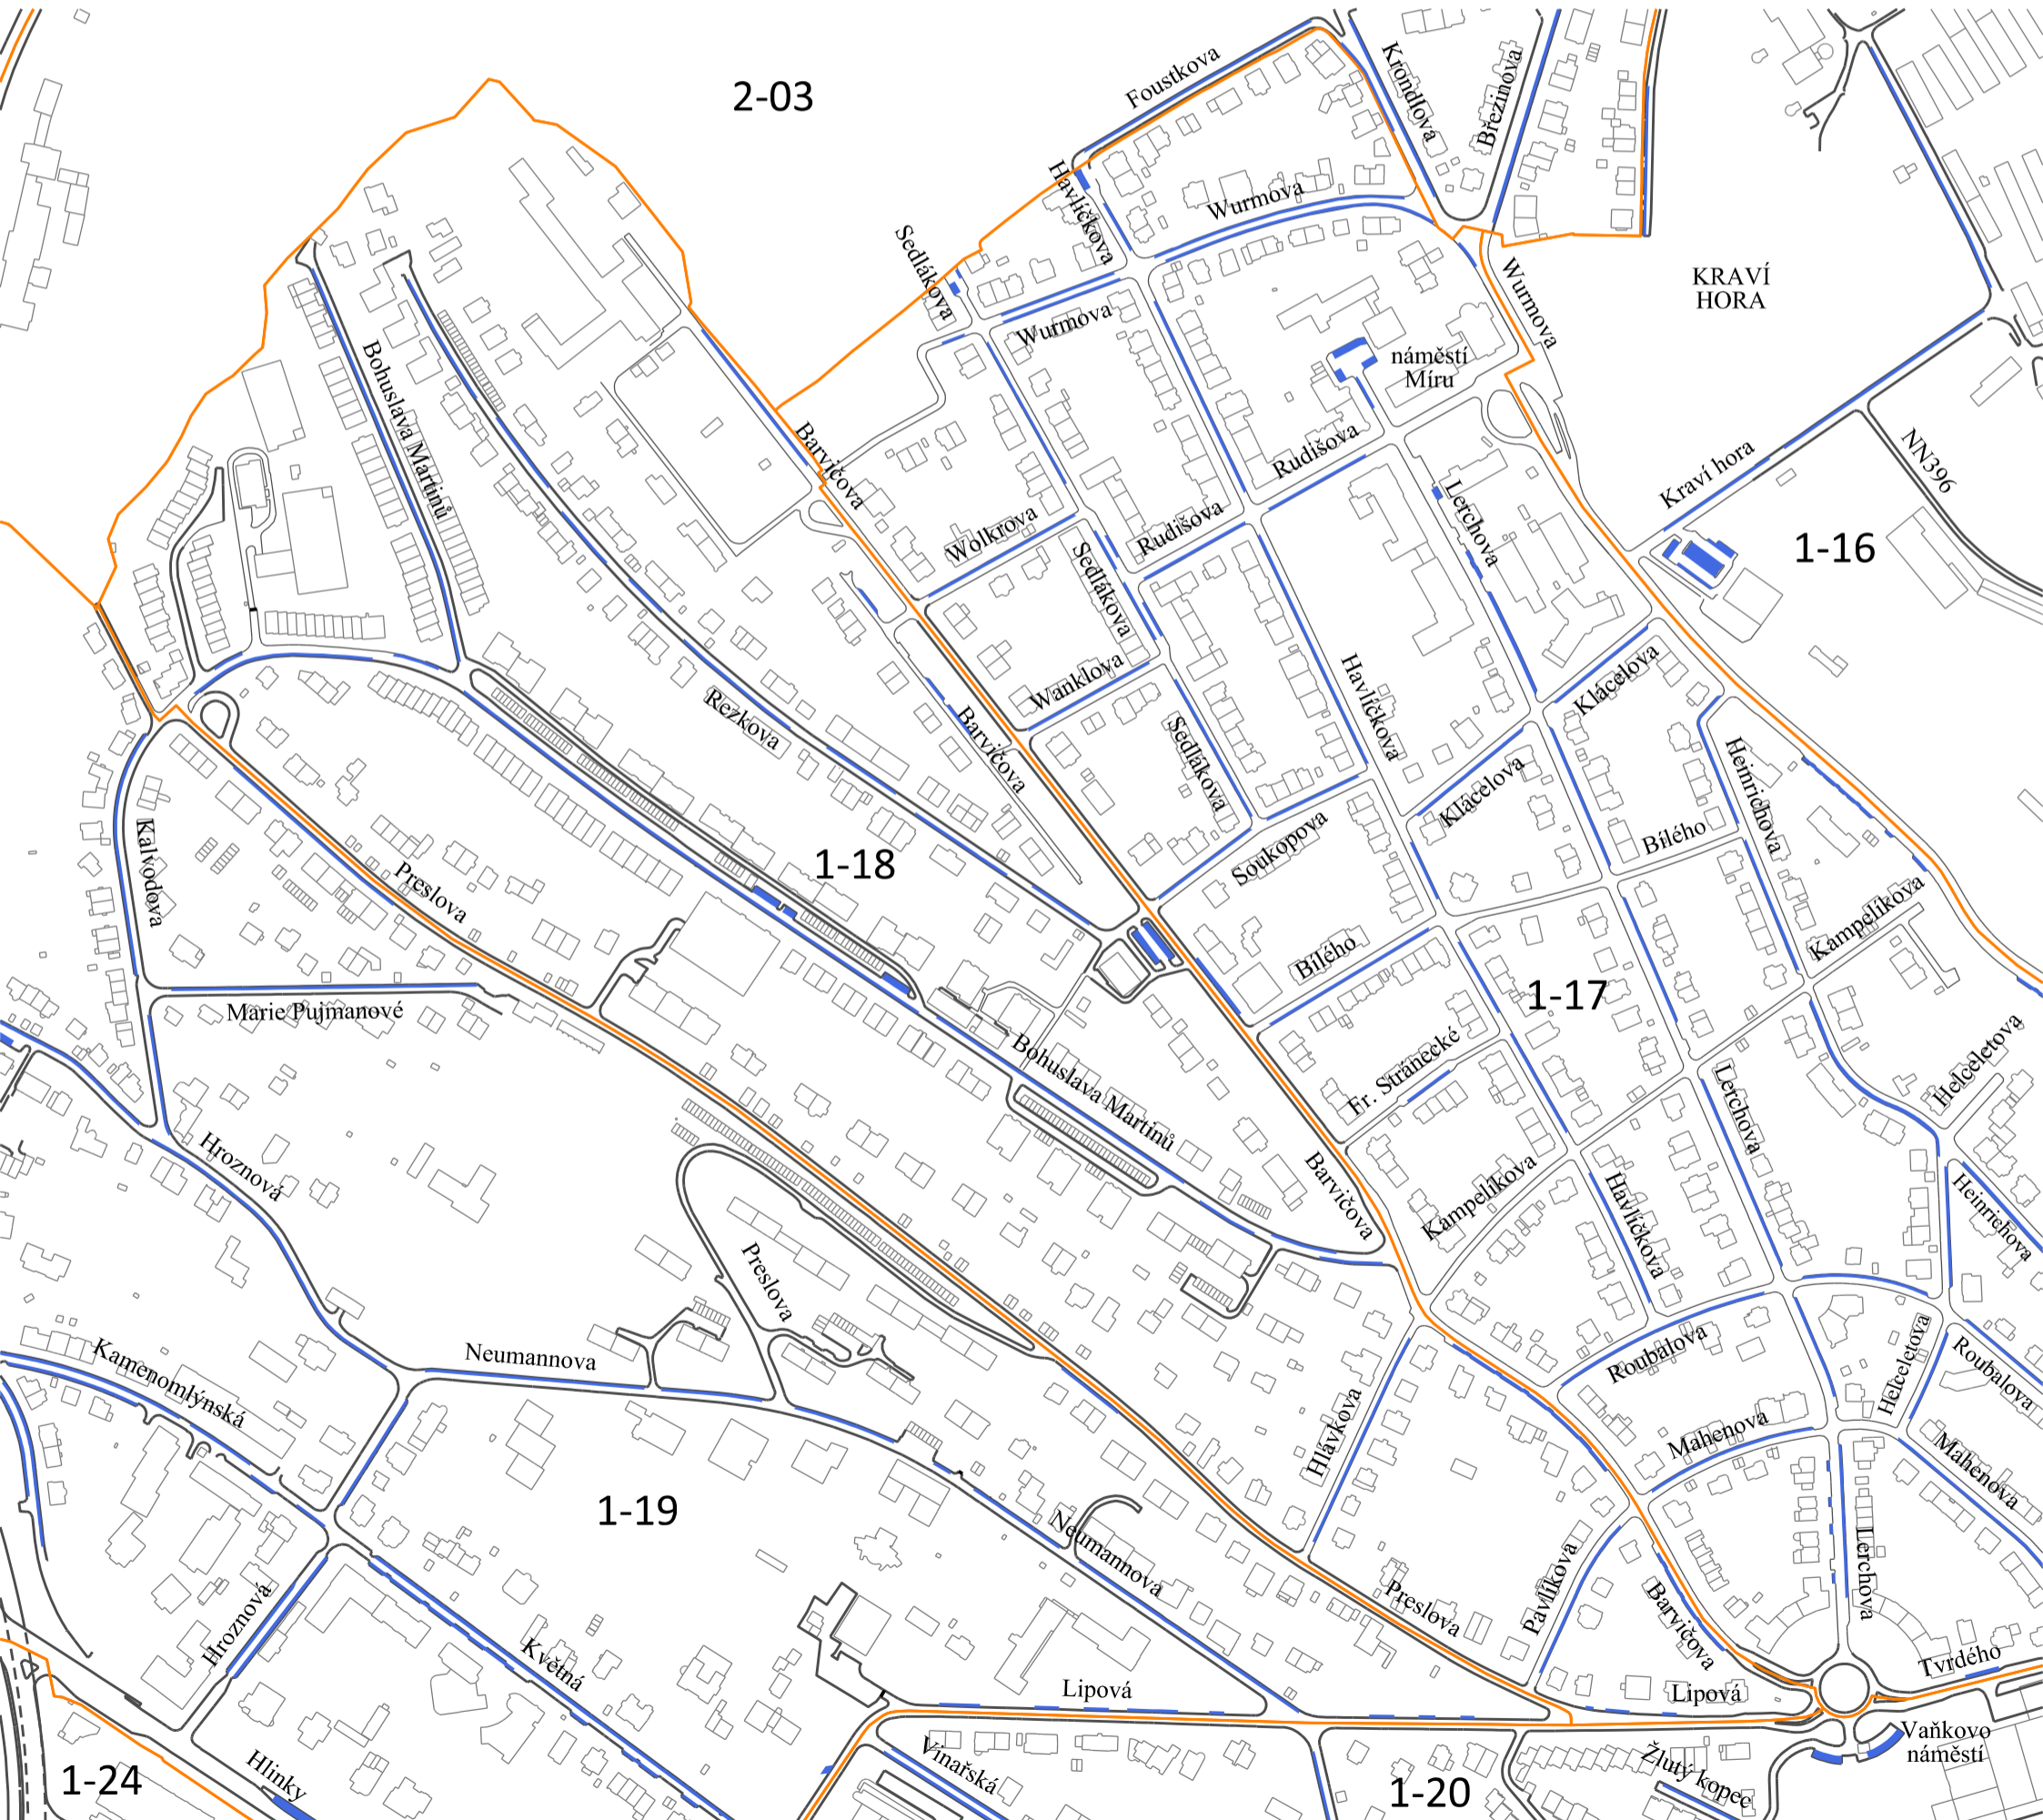 2-03
Foustkova
Krondlova
Březinova
Havlíčkova
Wurmova
Sedlákova
Wurmova
KRAVÍ
HORA
Wurmova
náměstí
Míru
Bohuslava Martinů
Barvičova
Rudišova
Kraví hora
NN396
Lerchova
Wolkrova
Rudišova
1-16
Sedlákova
Wanklova
Klácelova
Havlíčkova
Rezkova
Barvičova
Sedlákova
Heinrichova
Klácelova
Kalvodova
Preslova
1-18
Soukopova
Bílého
Kampelíkova
Bílého
1-17
Marie Pujmanové
Bohuslava Martinů
Fr. Stránecké
Helceletova
Lerchova
Hroznová
Barvičova
Kampelíkova
Havlíčkova
Heinrichova
Preslova
Neumannova
Kamenomlýnská
Roubalova
Helceletova
Roubalova
Hlávkova
Mahenova
Mahenova
1-19
Neumannova
Lerchova
Hroznová
Květná
Preslova
Pavlíkova
Barvičova
Tvrdého
Lipová
Lipová
Vaňkovo
náměstí
1-24
Hlinky
Vinařská
1-20
Žlutý kopec